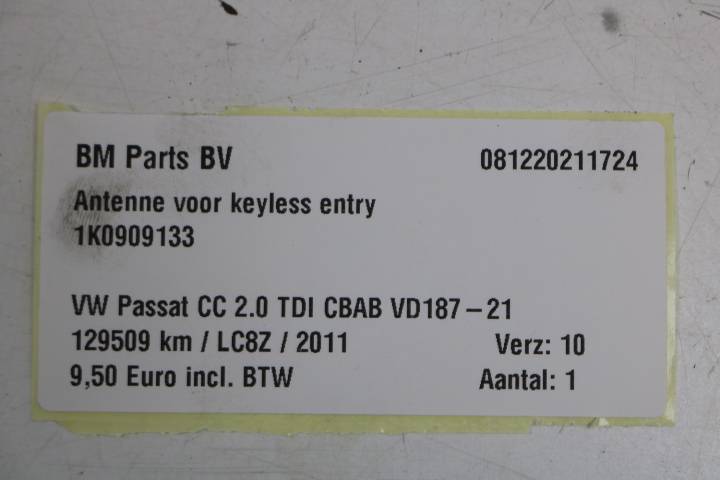 BM Parts BV 081220211724
Antenne voor keyless entry
1K0909133
VW Passat CC 2.0 TDI CBAB VD187-21
129509 km / LC8Z / 2011 Verz: 10
9,50 Euro incl. BTW Aantal: 1